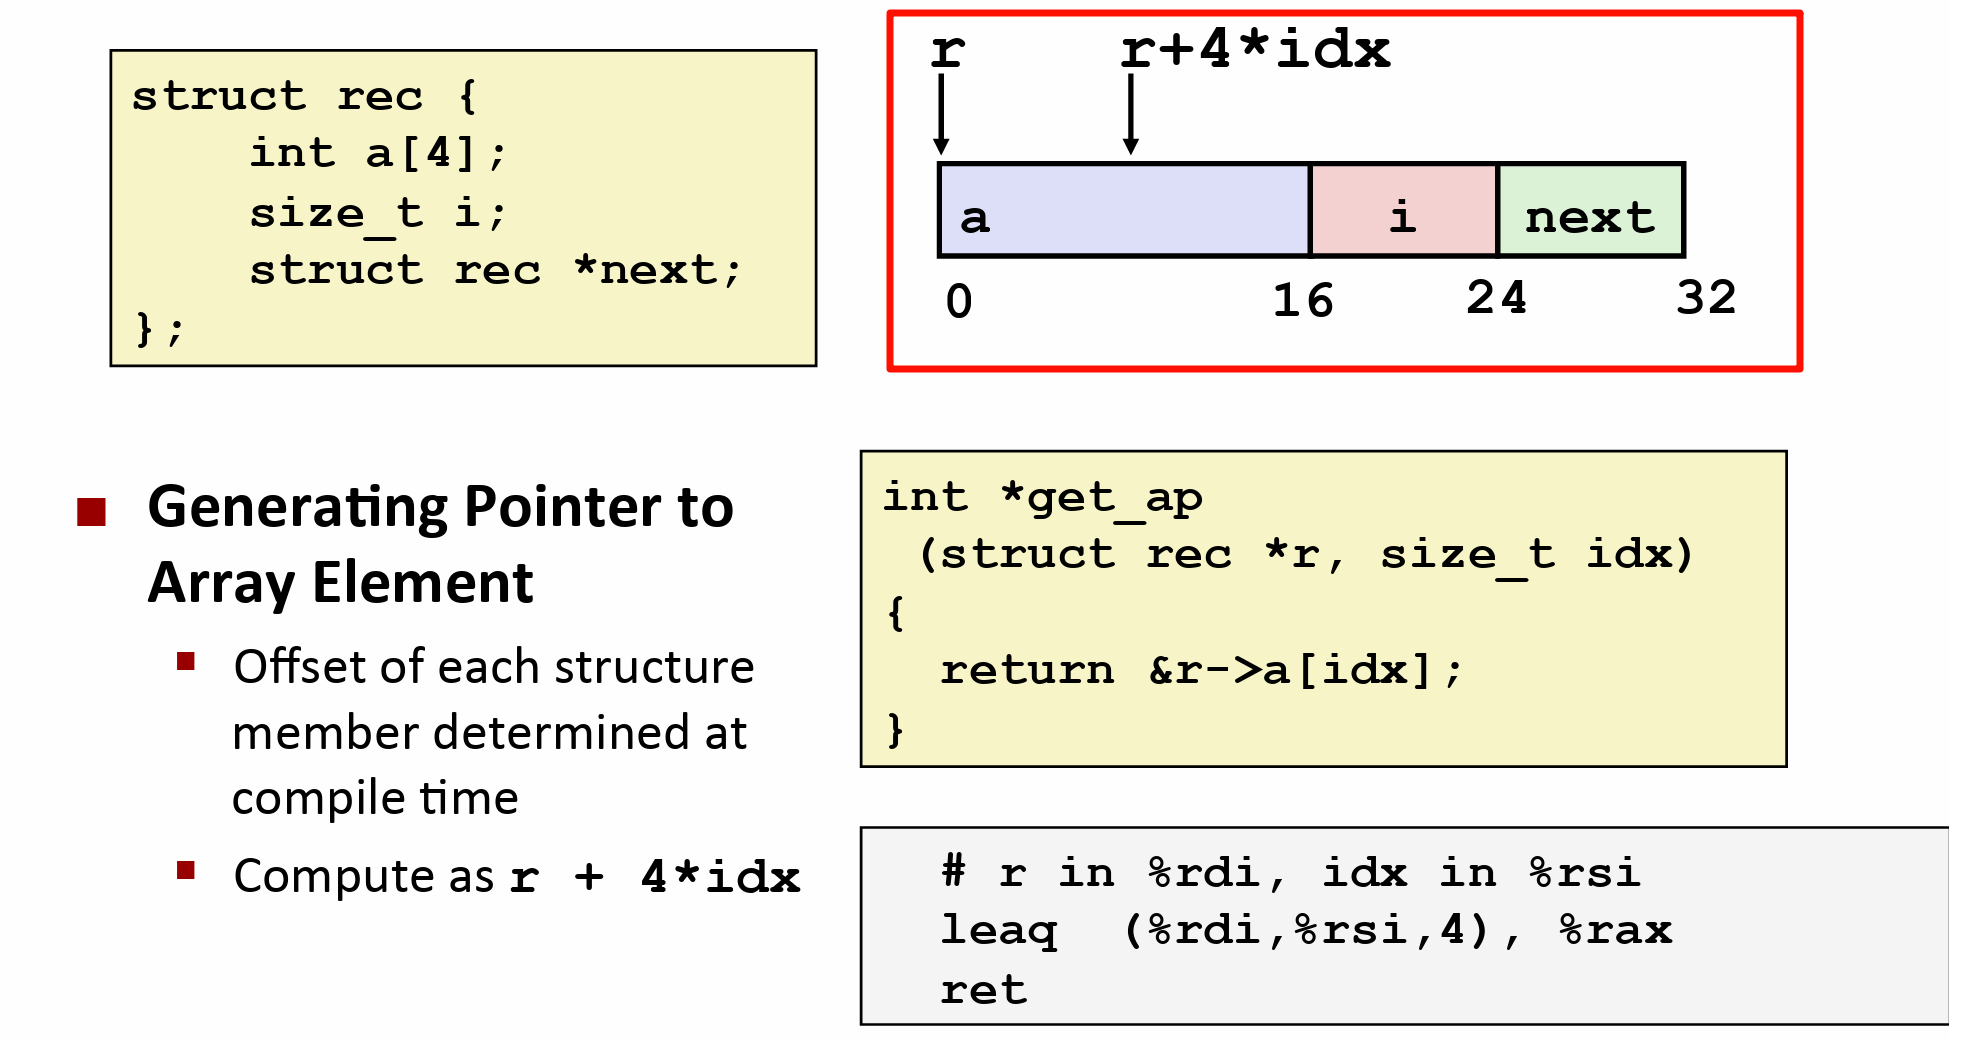 struct rec {
    int a[4];
    size_t i;
    struct rec *next;
};
r    r+4*idx
a    i    next
0    16    24    32
Generating Pointer to
Array Element
Offset of each structure
member determined at
compile time
Compute as r + 4*idx
int *get_ap
 (struct rec *r, size_t idx)
{
  return &r->a[idx];
}
# r in %rdi, idx in %rsi
leaq  (%rdi,%rsi,4), %rax
ret